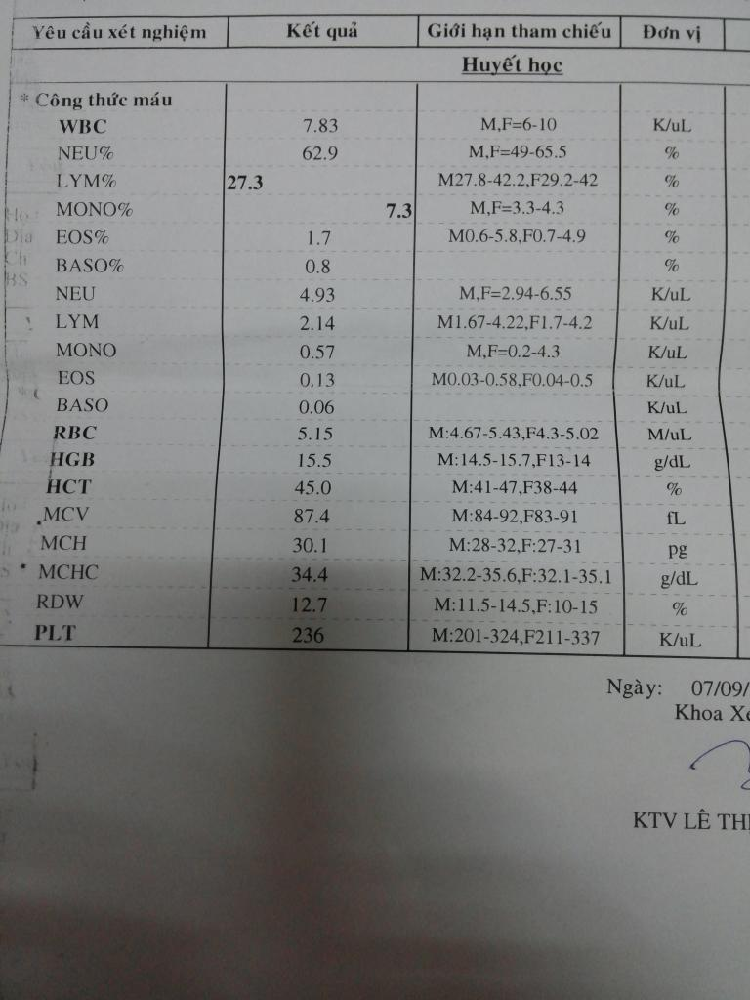 Yêu cầu xét nghiệm Kết quả Giới hạn tham chiếu Đơn vị
Huyết học
* Công thức máu
WBC 7.83 M,F=6-10 K/uL
NEU% 62.9 M,F=49-65.5 %
LYM% 27.3 M27.8-42.2,F29.2-42 %
MONO% 7.3 M,F=3.3-4.3 %
EOS% 1.7 M0.6-5.8,F0.7-4.9 %
BASO% 0.8 %
NEU 4.93 M,F=2.94-6.55 K/uL
LYM 2.14 M1.67-4.22,F1.7-4.2 K/uL
MONO 0.57 M,F=0.2-4.3 K/uL
EOS 0.13 M0.03-0.58,F0.04-0.5 K/uL
BASO 0.06 K/uL
RBC 5.15 M:4.67-5.43,F4.3-5.02 M/uL
HGB 15.5 M:14.5-15.7,F13-14 g/dL
HCT 45.0 M:41-47,F38-44 %
MCV 87.4 M:84-92,F83-91 fL
MCH 30.1 M:28-32,F:27-31 pg
* MCHC 34.4 M:32.2-35.6,F:32.1-35.1 g/dL
RDW 12.7 M:11.5-14.5,F:10-15 %
PLT 236 M:201-324,F211-337 K/uL
Ngày: 07/09/
Khoa
KTV LÊ